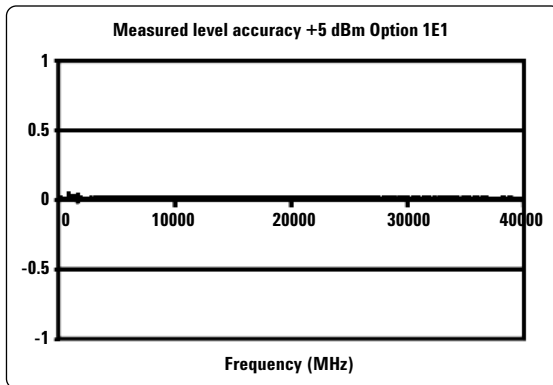 Measured level accuracy +5 dBm Option 1E1
1
0.5
0
0 10000 20000 30000 40000
-0.5
-1
Frequency (MHz)